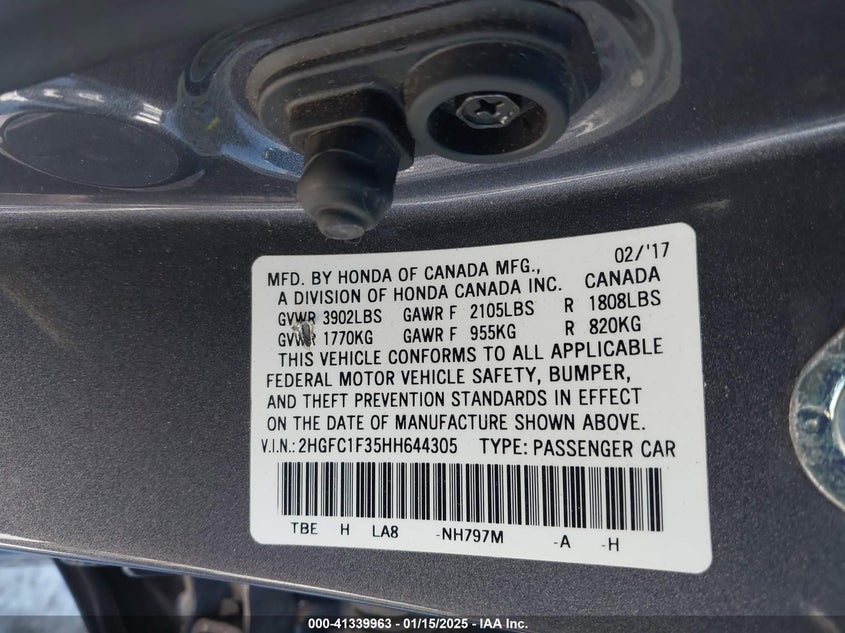 02/'17
MFD. BY HONDA OF CANADA MFG., CANADA
A DIVISION OF HONDA CANADA INC.
GVWR 3902LBS GAWR F 2105LBS R 1808LBS
GVWR 1770KG GAWR F 955KG R 820KG
THIS VEHICLE CONFORMS TO ALL APPLICABLE
FEDERAL MOTOR VEHICLE SAFETY, BUMPER,
AND THEFT PREVENTION STANDARDS IN EFFECT
ON THE DATE OF MANUFACTURE SHOWN ABOVE.
V.I.N.: 2HGFC1F35HH644305 TYPE: PASSENGER CAR
TBE H LA8 -NH797M -A -H
000-41339963 - 01/15/2025 - IAA Inc.